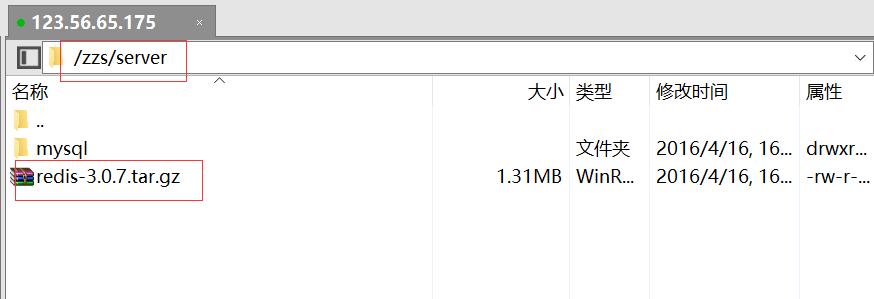 123.56.65.175 ×
/zzs/server
名称 大小 类型 修改时间 属性
..
mysql 文件夹 2016/4/16, 16... drwxr...
redis-3.0.7.tar.gz 1.31MB WinR... 2016/4/16, 16... -rw-r-...